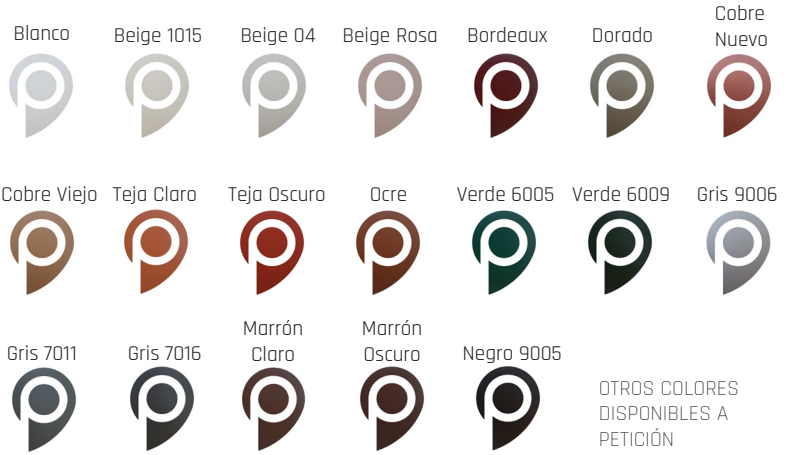 Blanco
Beige 1015
Beige 04
Beige Rosa
Bordeaux
Dorado
Cobre
Nuevo
Cobre Viejo
Teja Claro
Teja Oscuro
Ocre
Verde 6005
Verde 6009
Gris 9006
Gris 7011
Gris 7016
Marrón
Claro
Marrón
Oscuro
Negro 9005
OTROS COLORES
DISPONIBLES A
PETICIÓN